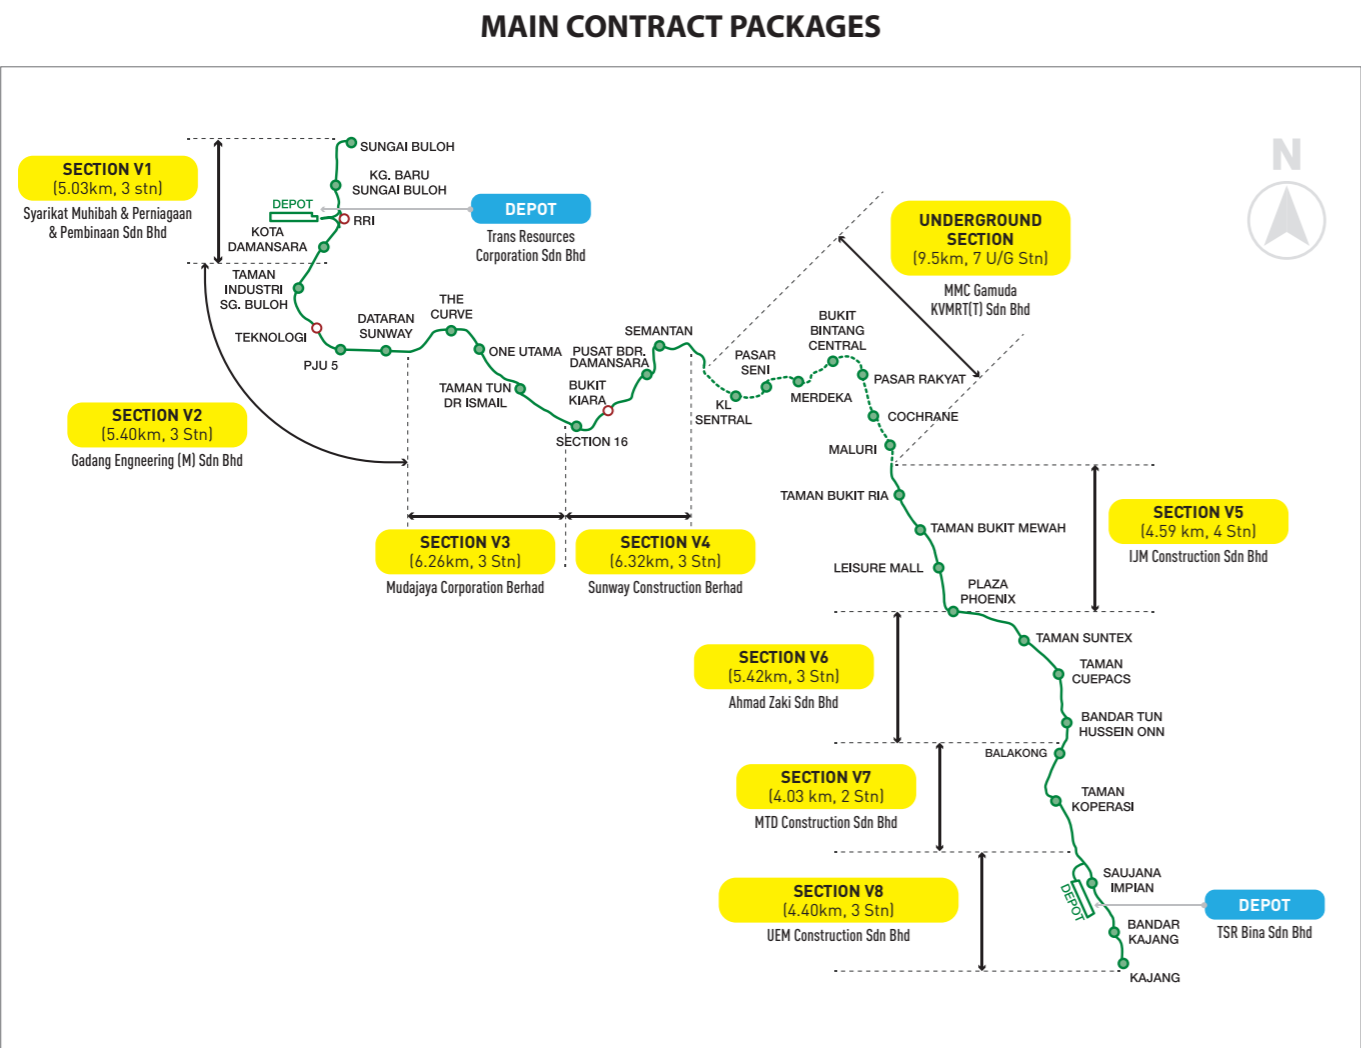 MAIN CONTRACT PACKAGES
SUNGAI BULOH
SECTION V1
(5.03km, 3 stn)
Syarikat Muhibah & Perniagaan
& Pembinaan Sdn Bhd
KG. BARU
SUNGAI BULOH
DEPOT
RRI
DEPOT
Trans Resources
Corporation Sdn Bhd
KOTA
DAMANSARA
N
UNDERGROUND
SECTION
(9.5km, 7 U/G Stn)
MMC Gamuda
KVMRT(T) Sdn Bhd
TAMAN
INDUSTRI
SG. BULOH
TEKNOLOGI
PJU 5
DATARAN
SUNWAY
THE
CURVE
ONE UTAMA
TAMAN TUN
DR ISMAIL
SECTION 16
BUKIT
KIARA
PUSAT BDR.
DAMANSARA
SEMANTAN
KL
SENTRAL
PASAR
SENI
MERDEKA
BUKIT
BINTANG
CENTRAL
PASAR RAKYAT
COCHRANE
MALURI
SECTION V2
(5.40km, 3 Stn)
Gadang Engneering (M) Sdn Bhd
SECTION V3
(6.26km, 3 Stn)
Mudajaya Corporation Berhad
SECTION V4
(6.32km, 3 Stn)
Sunway Construction Berhad
TAMAN BUKIT RIA
TAMAN BUKIT MEWAH
LEISURE MALL
PLAZA
PHOENIX
SECTION V5
(4.59 km, 4 Stn)
IJM Construction Sdn Bhd
TAMAN SUNTEX
TAMAN
CUEPACS
BANDAR TUN
HUSSEIN ONN
SECTION V6
(5.42km, 3 Stn)
Ahmad Zaki Sdn Bhd
BALAKONG
TAMAN
KOPERASI
SECTION V7
(4.03 km, 2 Stn)
MTD Construction Sdn Bhd
SAUJANA
IMPIAN
DEPOT
SECTION V8
(4.40km, 3 Stn)
UEM Construction Sdn Bhd
DEPOT
TSR Bina Sdn Bhd
BANDAR
KAJANG
KAJANG